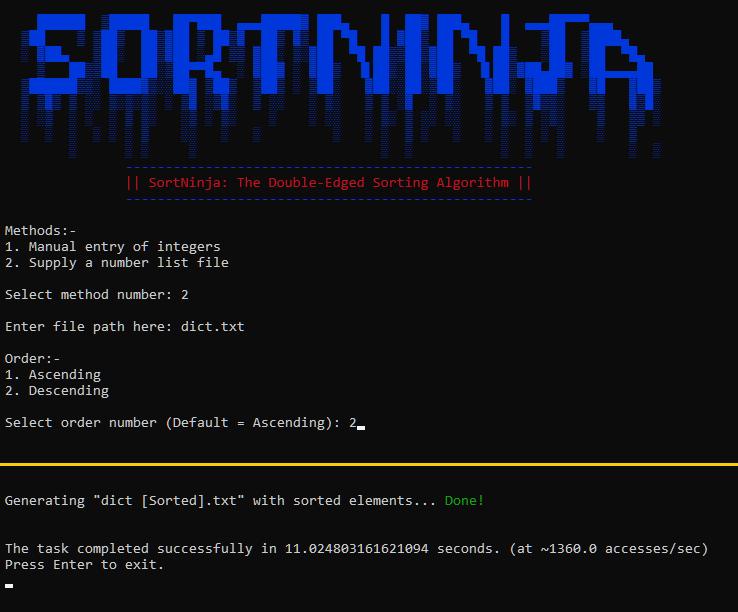 SORTNINJA
---------------------------------------------------
|| SortNinja: The Double-Edged Sorting Algorithm ||
---------------------------------------------------
Methods:-
1. Manual entry of integers
2. Supply a number list file
Select method number: 2
Enter file path here: dict.txt
Order:-
1. Ascending
2. Descending
Select order number (Default = Ascending): 2
Generating "dict [Sorted].txt" with sorted elements... Done!
The task completed successfully in 11.024803161621094 seconds. (at ~1360.0 accesses/sec)
Press Enter to exit.